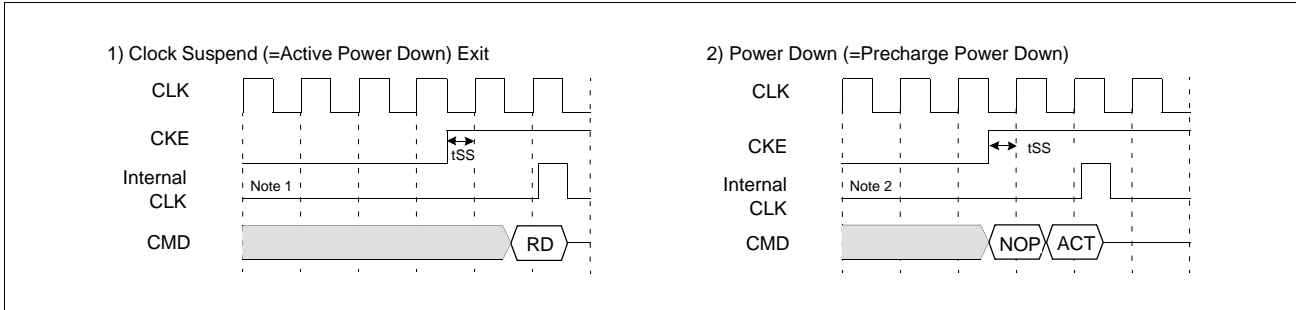 1) Clock Suspend (=Active Power Down) Exit
CLK
CKE
tSS
Internal
CLK
Note 1
CMD
RD
2) Power Down (=Precharge Power Down)
CLK
CKE
tSS
Internal
CLK
Note 2
CMD
NOP
ACT